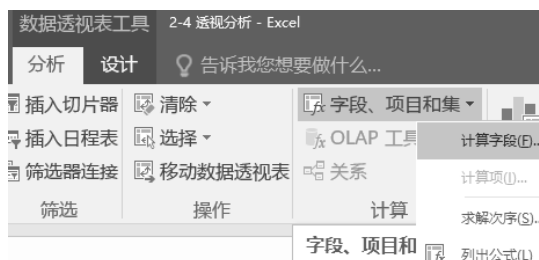 数据透视表工具 2-4 透视分析 - Excel
分析 设计 告诉我您想要做什么...
插入切片器 清除 字段、项目和集
插入日程表 选择 fx OLAP 工具 计算字段(F)...
筛选器连接 移动数据透视表 关系 计算项(I)...
筛选 操作 计算 求解次序(S)...
字段、项目和 列出公式(L)